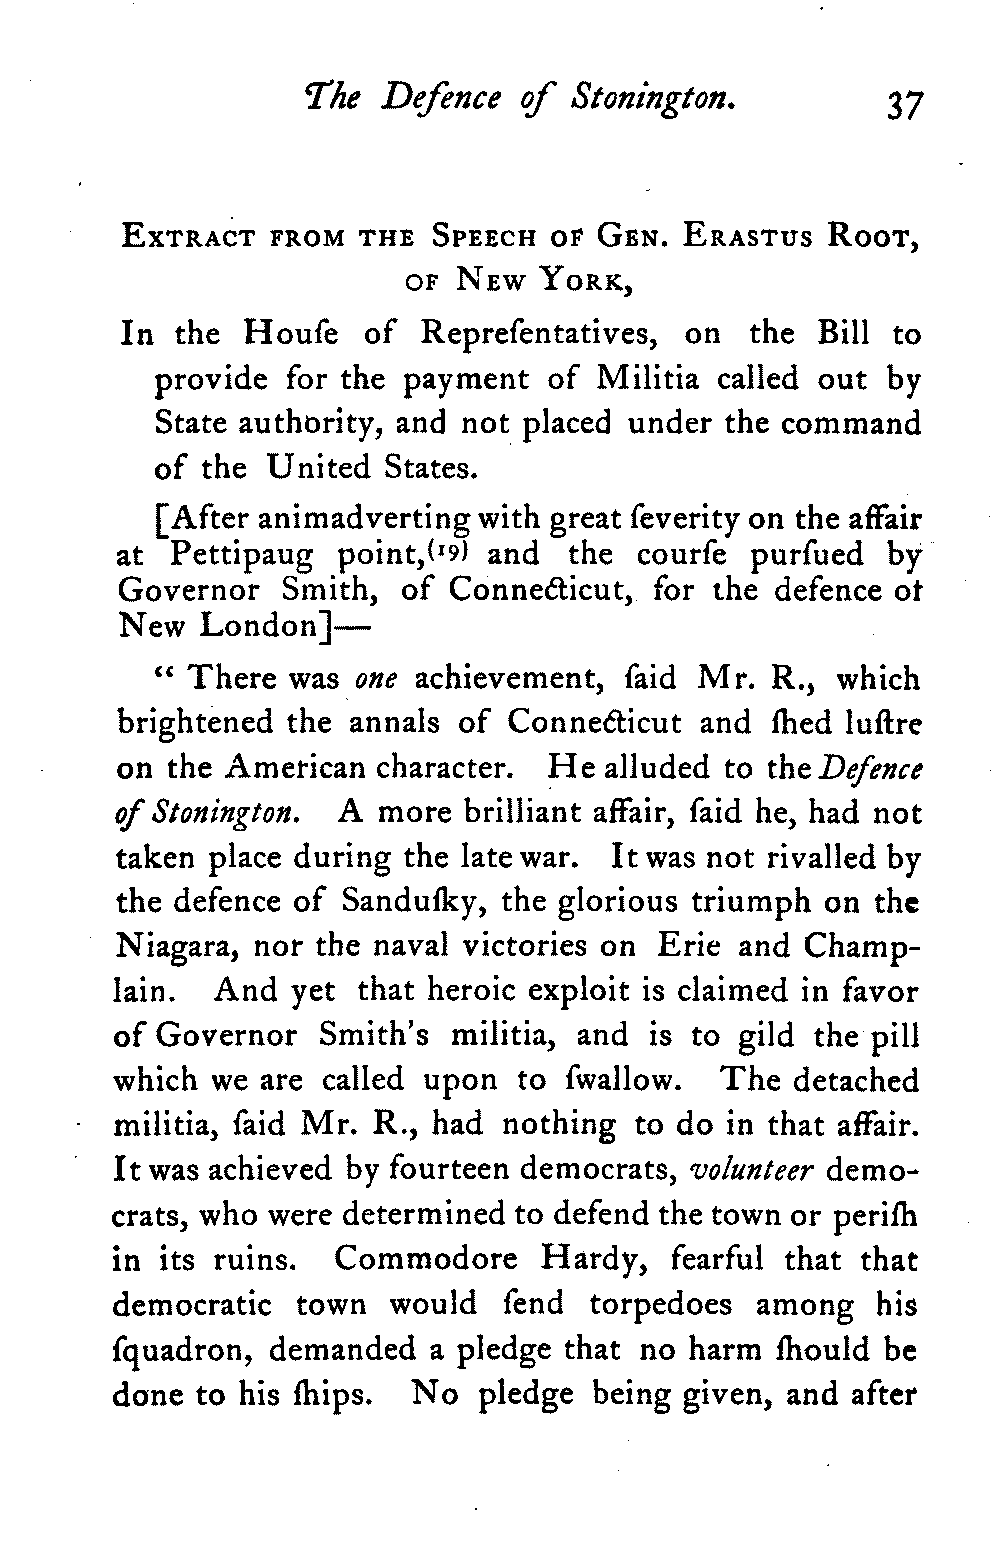 The Defence of Stonington. 37
EXTRACT FROM THE SPEECH OF GEN. ERASTUS ROOT,
OF NEW YORK,
In the Houſe of Repreſentatives, on the Bill to
provide for the payment of Militia called out by
State authority, and not placed under the command
of the United States.
[After animadverting with great ſeverity on the affair
at Pettipaug point,(19) and the courſe purſued by
Governor Smith, of Connecticut, for the defence of
New London]—
“ There was one achievement, ſaid Mr. R., which
brightened the annals of Connecticut and ſhed luſtre
on the American character. He alluded to the Defence
of Stonington. A more brilliant affair, ſaid he, had not
taken place during the late war. It was not rivalled by
the defence of Sanduſky, the glorious triumph on the
Niagara, nor the naval victories on Erie and Champ-
lain. And yet that heroic exploit is claimed in favor
of Governor Smith's militia, and is to gild the pill
which we are called upon to ſwallow. The detached
militia, ſaid Mr. R., had nothing to do in that affair.
It was achieved by fourteen democrats, volunteer demo-
crats, who were determined to defend the town or periſh
in its ruins. Commodore Hardy, fearful that that
democratic town would ſend torpedoes among his
ſquadron, demanded a pledge that no harm ſhould be
done to his ſhips. No pledge being given, and after